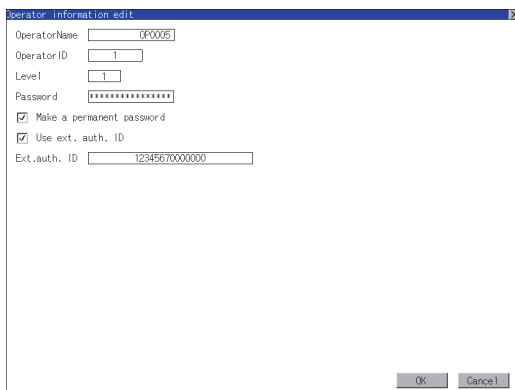 Operator information edit
OperatorName 0P0005
OperatorID 1
Level 1
Password ****************
Make a permanent password
Use ext. auth. ID
Ext.auth. ID 12345670000000
OK Cancel